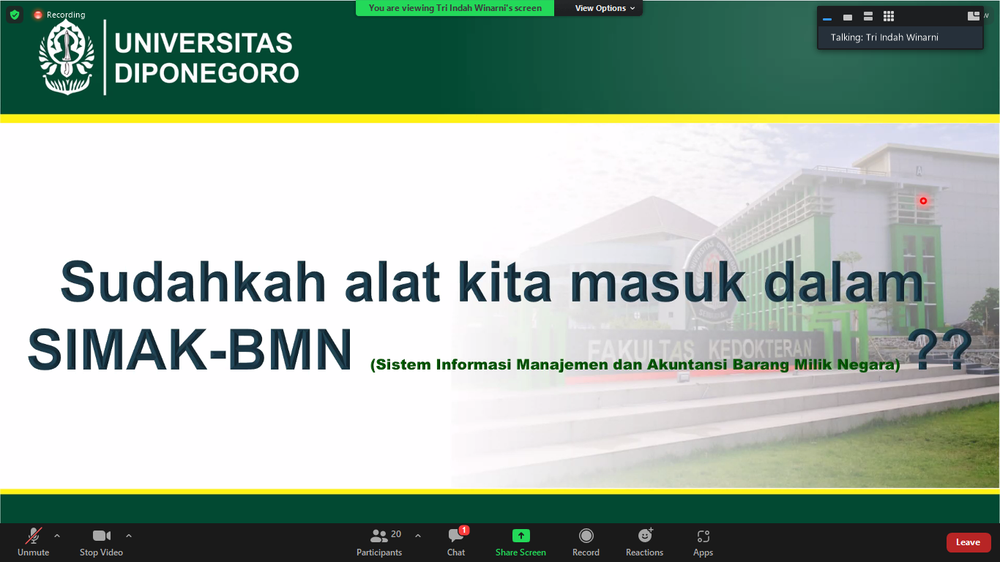 Recording
You are viewing Tri Indah Winarni's screen
View Options
Talking: Tri Indah Winarni
UNIVERSITAS
DIPONEGORO
A
Sudahkah alat kita masuk dalam
SIMAK-BMN (Sistem Informasi Manajemen dan Akuntansi Barang Milik Negara) ??
FAKULTAS KEDOKTERAN
Unmute
Stop Video
Participants
20
Chat
1
Share Screen
Record
Reactions
Apps
Leave